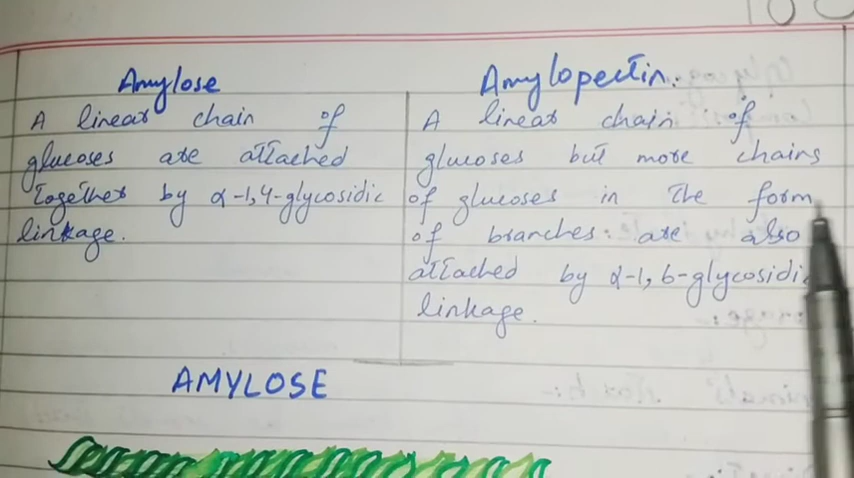 Amylose
A linear chain of
glucoses are attached
together by α-1,4-glycosidic
linkage.
Amylopectin.
A linear chain of
glucoses but more chains
of glucoses in the form
of branches are also
attached by α-1,6-glycosidic
linkage.
AMYLOSE